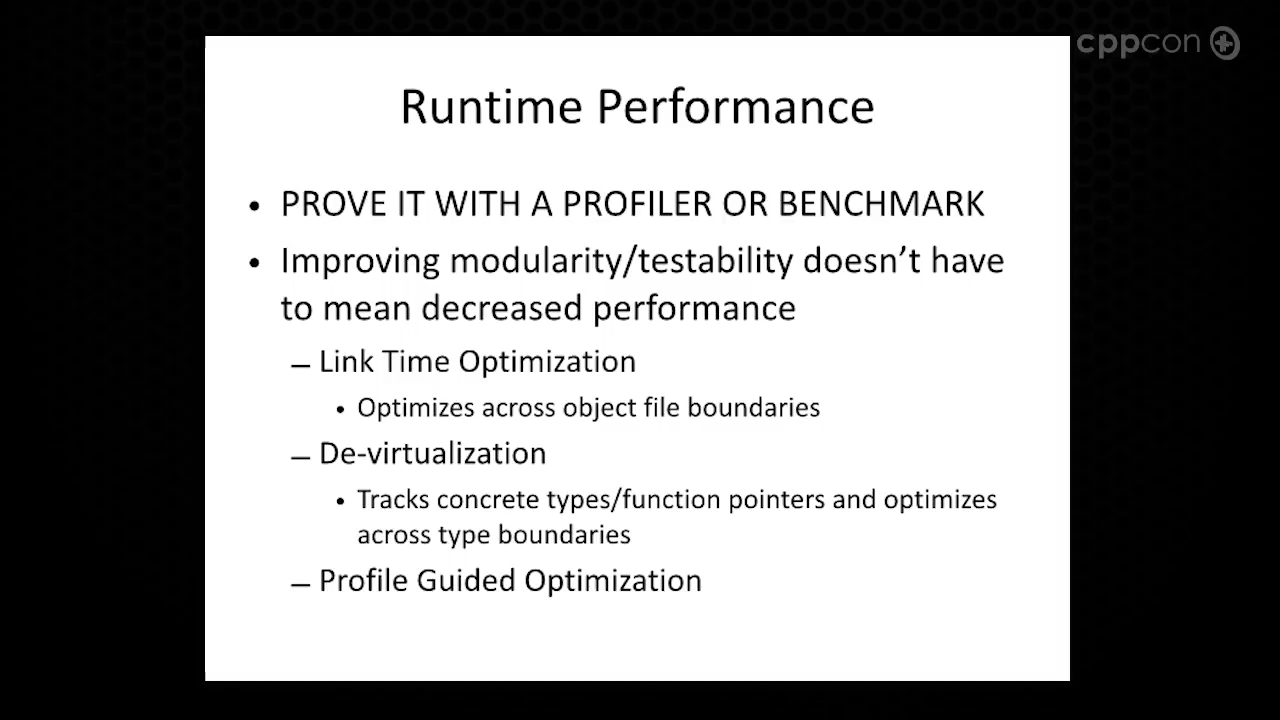 cppcon
Runtime Performance
• PROVE IT WITH A PROFILER OR BENCHMARK
• Improving modularity/testability doesn’t have
to mean decreased performance
– Link Time Optimization
• Optimizes across object file boundaries
– De-virtualization
• Tracks concrete types/function pointers and optimizes
across type boundaries
– Profile Guided Optimization